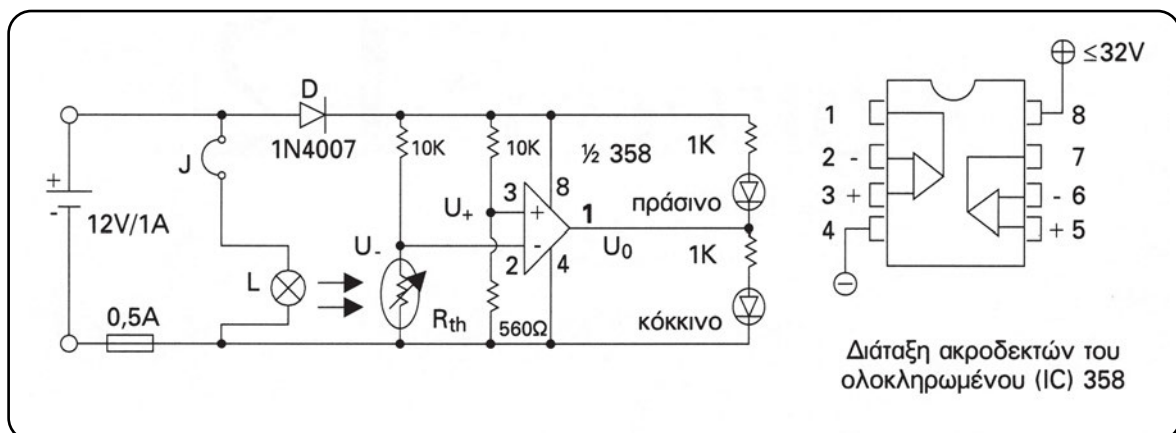 D
1N4007
J
+
-
12V/1A
0,5A
L
10K
10K
U₊
U₋
Rth
560Ω
½ 358
3
+
8
-
2
4
1
U₀
1K
πράσινο
1K
κόκκινο
⊕ ≤32V
1
8
2 -
7
3 +
- 6
4
+ 5
⊖
Διάταξη ακροδεκτών του
ολοκληρωμένου (IC) 358